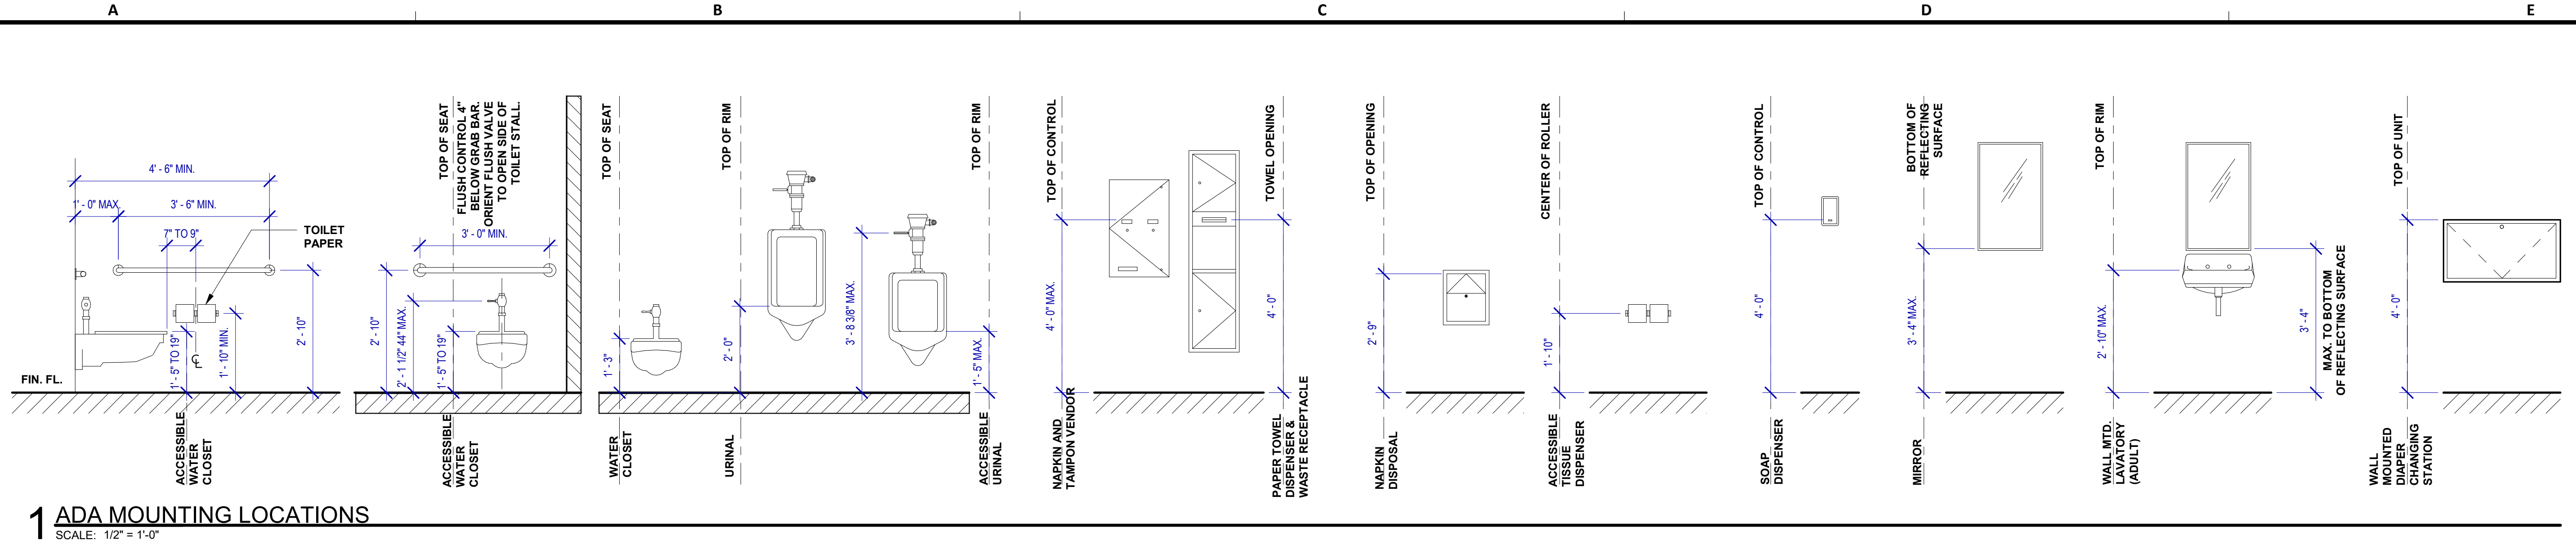 A
B
C
D
E
4' - 6" MIN.
1' - 0" MAX.
3' - 6" MIN.
7" TO 9"
TOILET
PAPER
2' - 10"
1' - 5" TO 19"
1' - 10" MIN.
FIN. FL.
ACCESSIBLE
WATER
CLOSET
TOP OF SEAT
FLUSH CONTROL 4"
BELOW GRAB BAR.
ORIENT FLUSH VALVE
TO OPEN SIDE OF
TOILET STALL.
3' - 0" MIN.
2' - 10"
2' - 1 1/2" 44" MAX.
1' - 5" TO 19"
ACCESSIBLE
WATER
CLOSET
TOP OF SEAT
1' - 3"
WATER
CLOSET
TOP OF RIM
2' - 0"
URINAL
3' - 8 3/8" MAX.
TOP OF RIM
1' - 5" MAX.
ACCESSIBLE
URINAL
TOP OF CONTROL
4' - 0" MAX.
NAPKIN AND
TAMPON VENDOR
TOWEL OPENING
4' - 0"
PAPER TOWEL
DISPENSER &
WASTE RECEPTACLE
TOP OF OPENING
2' - 9"
NAPKIN
DISPOSAL
CENTER OF ROLLER
1' - 10"
ACCESSIBLE
TISSUE
DISPENSER
TOP OF CONTROL
4' - 0"
SOAP
DISPENSER
BOTTOM OF
REFLECTING
SURFACE
3' - 4" MAX.
MIRROR
TOP OF RIM
2' - 10" MAX.
WALL MTD.
LAVATORY
(ADULT)
3' - 4"
MAX. TO BOTTOM
OF REFLECTING SURFACE
TOP OF UNIT
4' - 0"
WALL
MOUNTED
DIAPER
CHANGING
STATION
1 ADA MOUNTING LOCATIONS
SCALE: 1/2" = 1'-0"